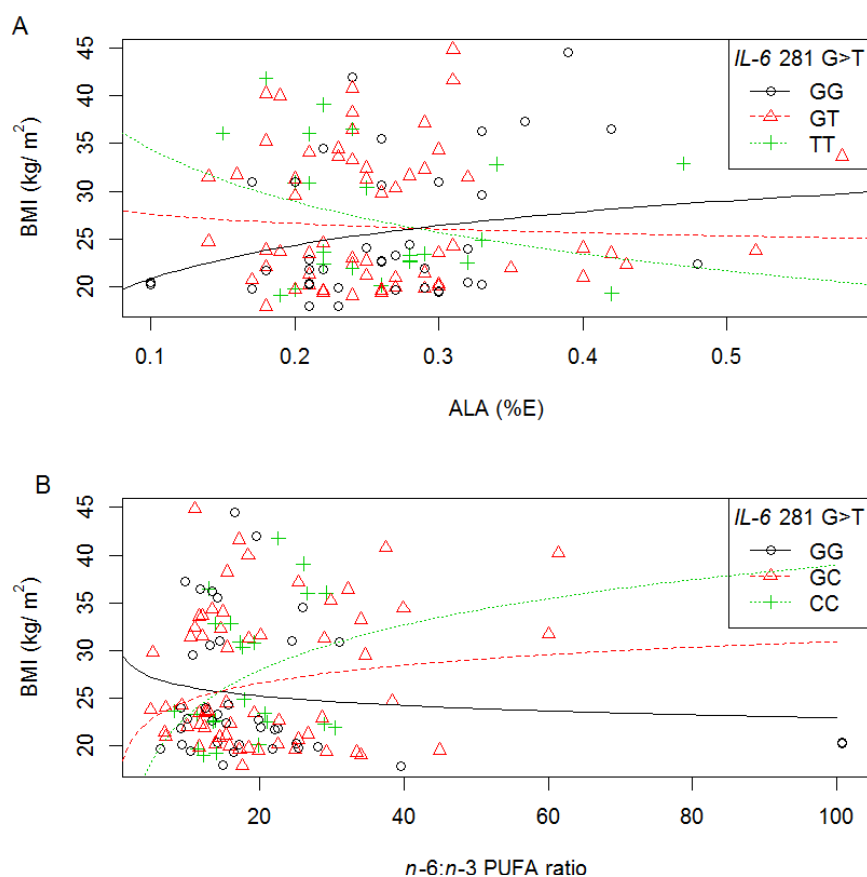 A
BMI (kg/ m²)
45
40
35
30
25
20
IL-6 281 G>T
GG
GT
TT
0.1 0.2 0.3 0.4 0.5
ALA (%E)
B
BMI (kg/ m²)
45
40
35
30
25
20
IL-6 281 G>T
GG
GC
CC
20 40 60 80 100
n-6:n-3 PUFA ratio